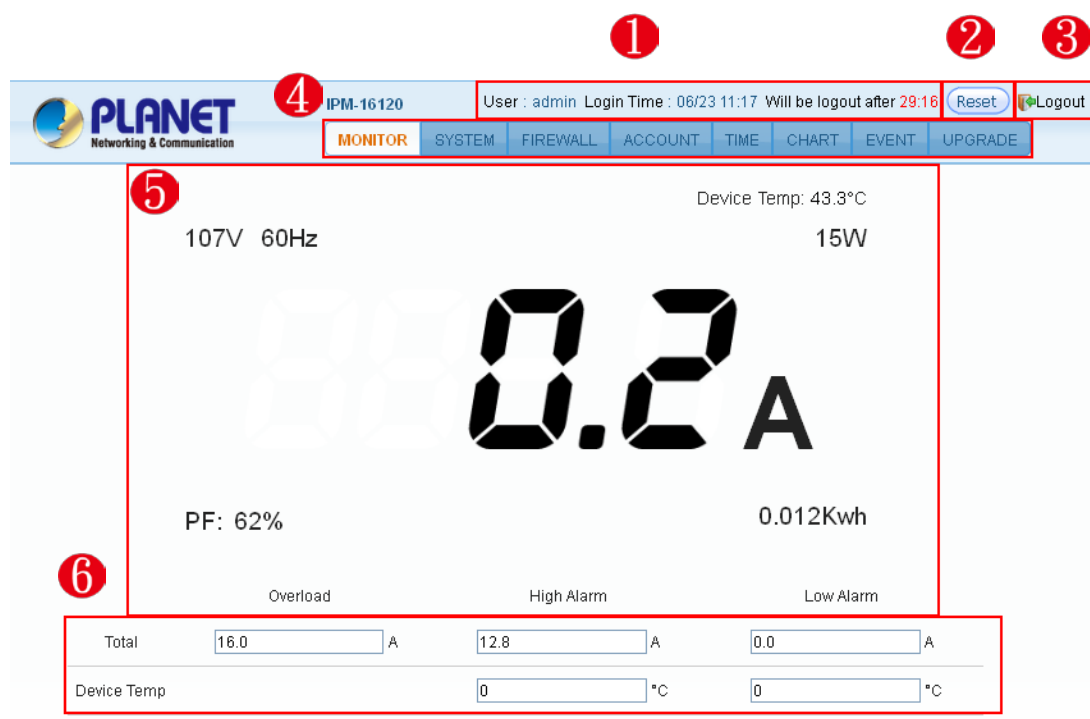 1 2 3
4 IPM-16120 User : admin Login Time : 06/23 11:17 Will be logout after 29:16 Reset Logout
PLANET
Networking & Communication
MONITOR SYSTEM FIREWALL ACCOUNT TIME CHART EVENT UPGRADE
5
Device Temp: 43.3°C
107V 60Hz 15W
0.2 A
PF: 62% 0.012Kwh
6
Overload High Alarm Low Alarm
Total 16.0 A 12.8 A 0.0 A
Device Temp 0 °C 0 °C